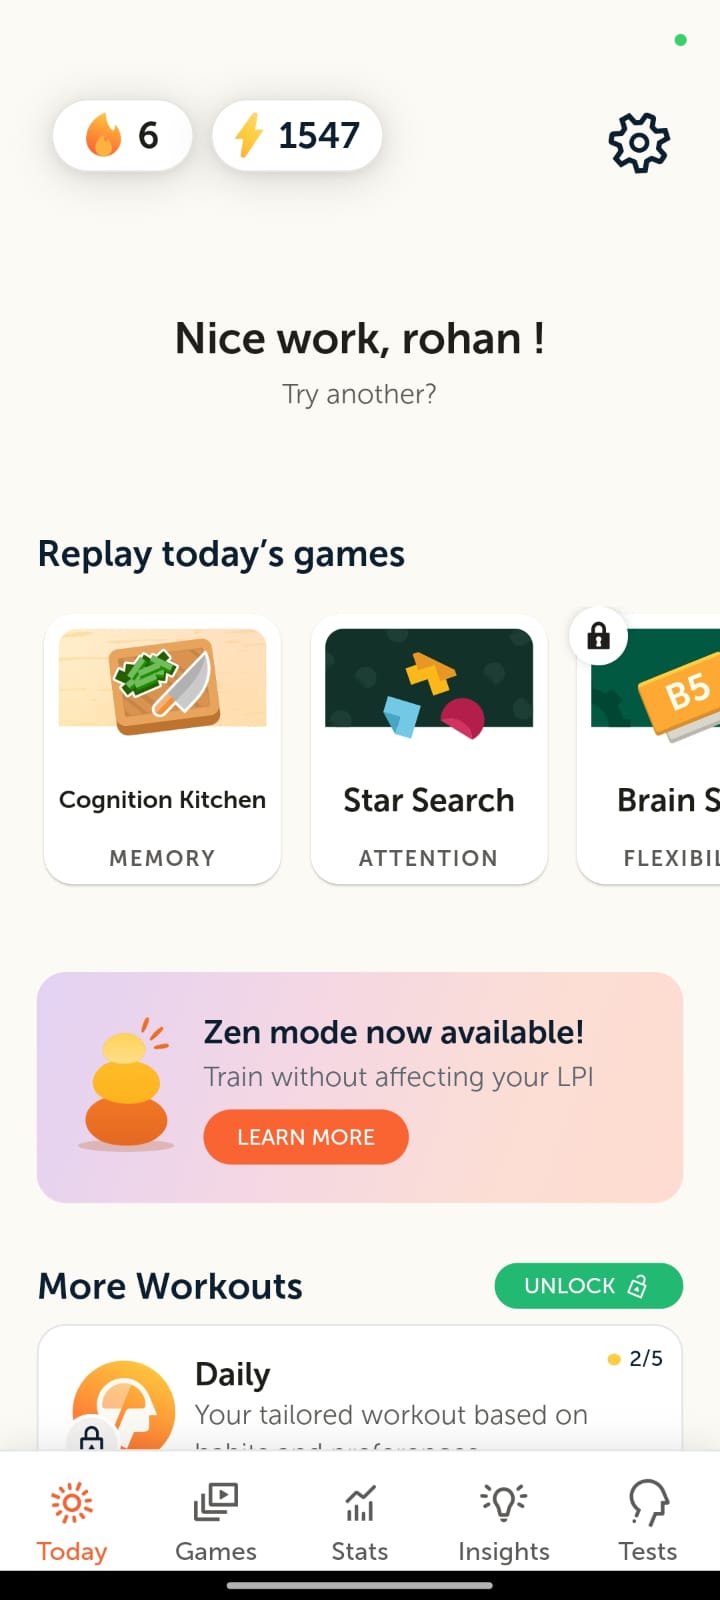 6
1547
Nice work, rohan !
Try another?
Replay today's games
B5
Cognition Kitchen
MEMORY
Star Search
ATTENTION
Brain S
FLEXIBIL
Zen mode now available!
Train without affecting your LPI
LEARN MORE
More Workouts
UNLOCK
Daily
2/5
Your tailored workout based on
Today
Games
Stats
Insights
Tests